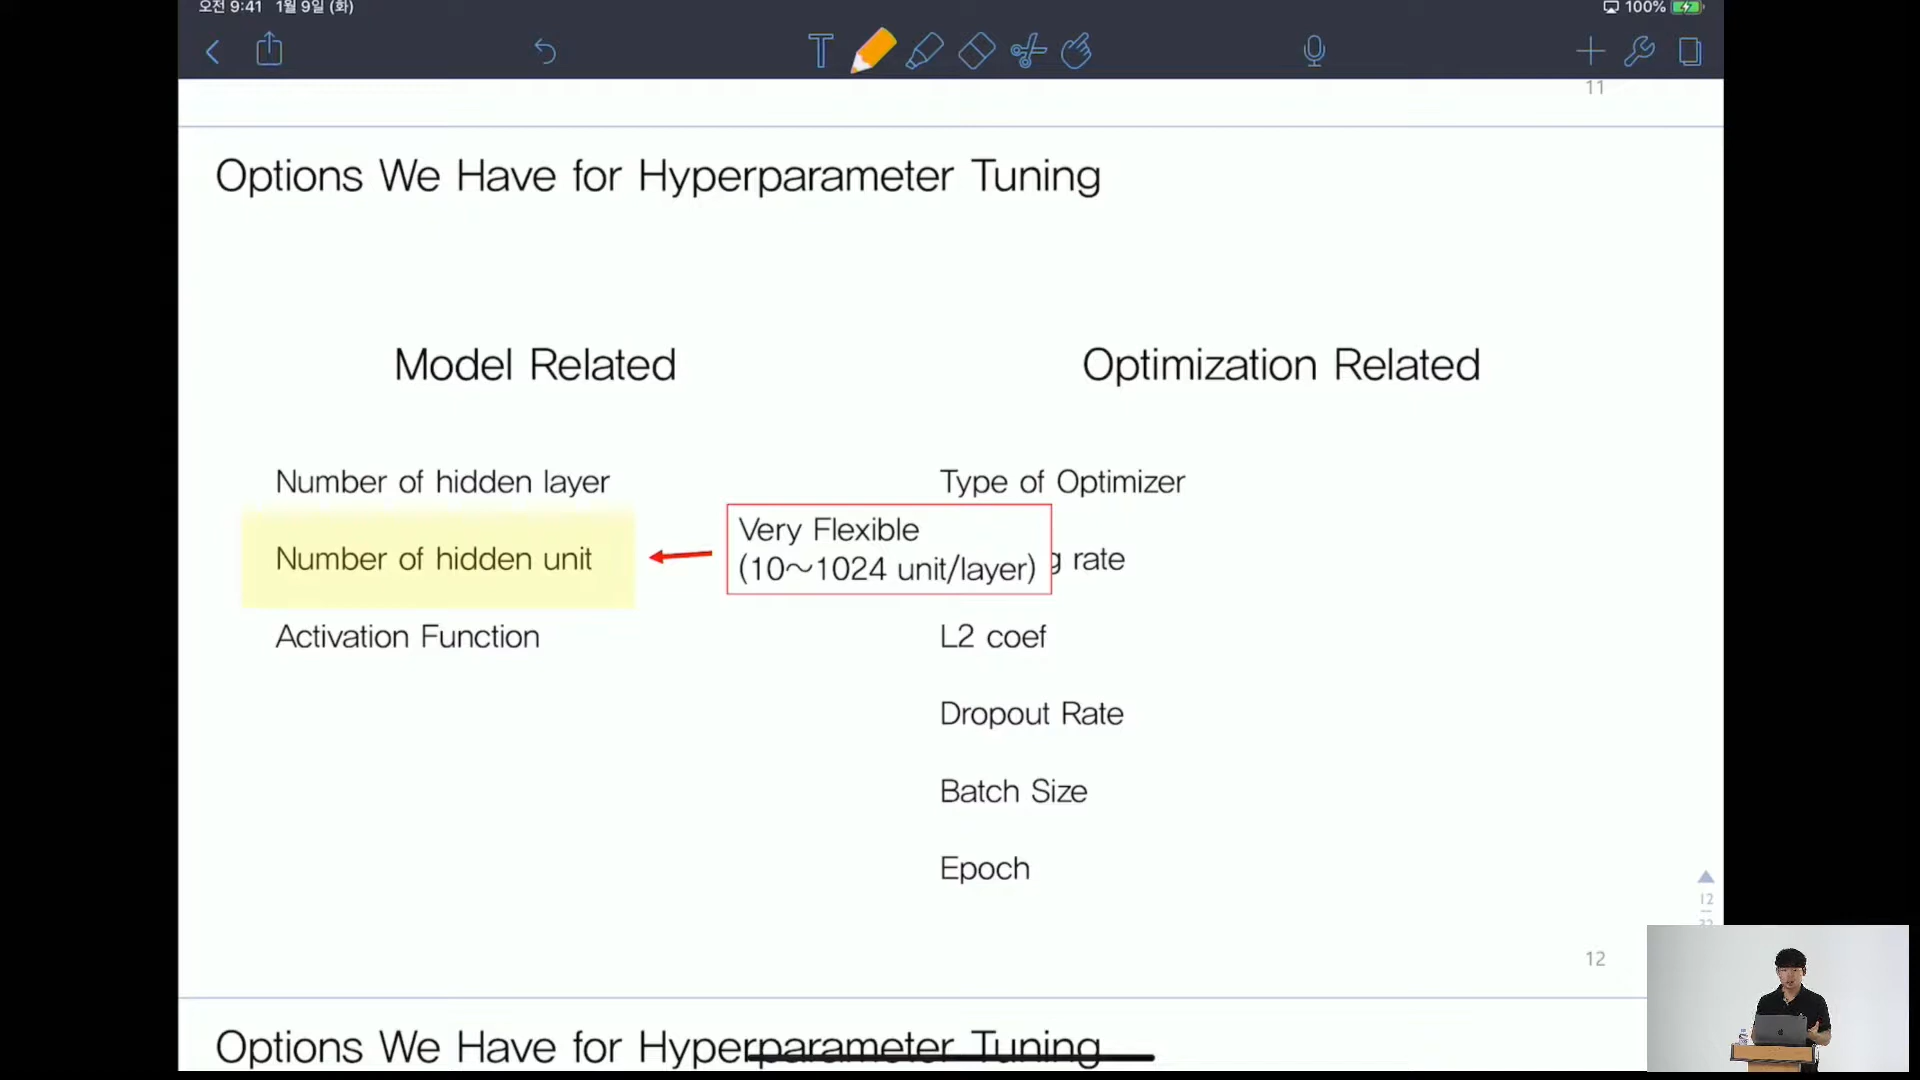 오전 9:41 1월 9일 (화)
100%
T
11
Options We Have for Hyperparameter Tuning
Model Related
Optimization Related
Number of hidden layer
Type of Optimizer
Very Flexible
(10~1024 unit/layer)
Number of hidden unit
g rate
Activation Function
L2 coef
Dropout Rate
Batch Size
Epoch
12
12
Options We Have for Hyperparameter Tuning